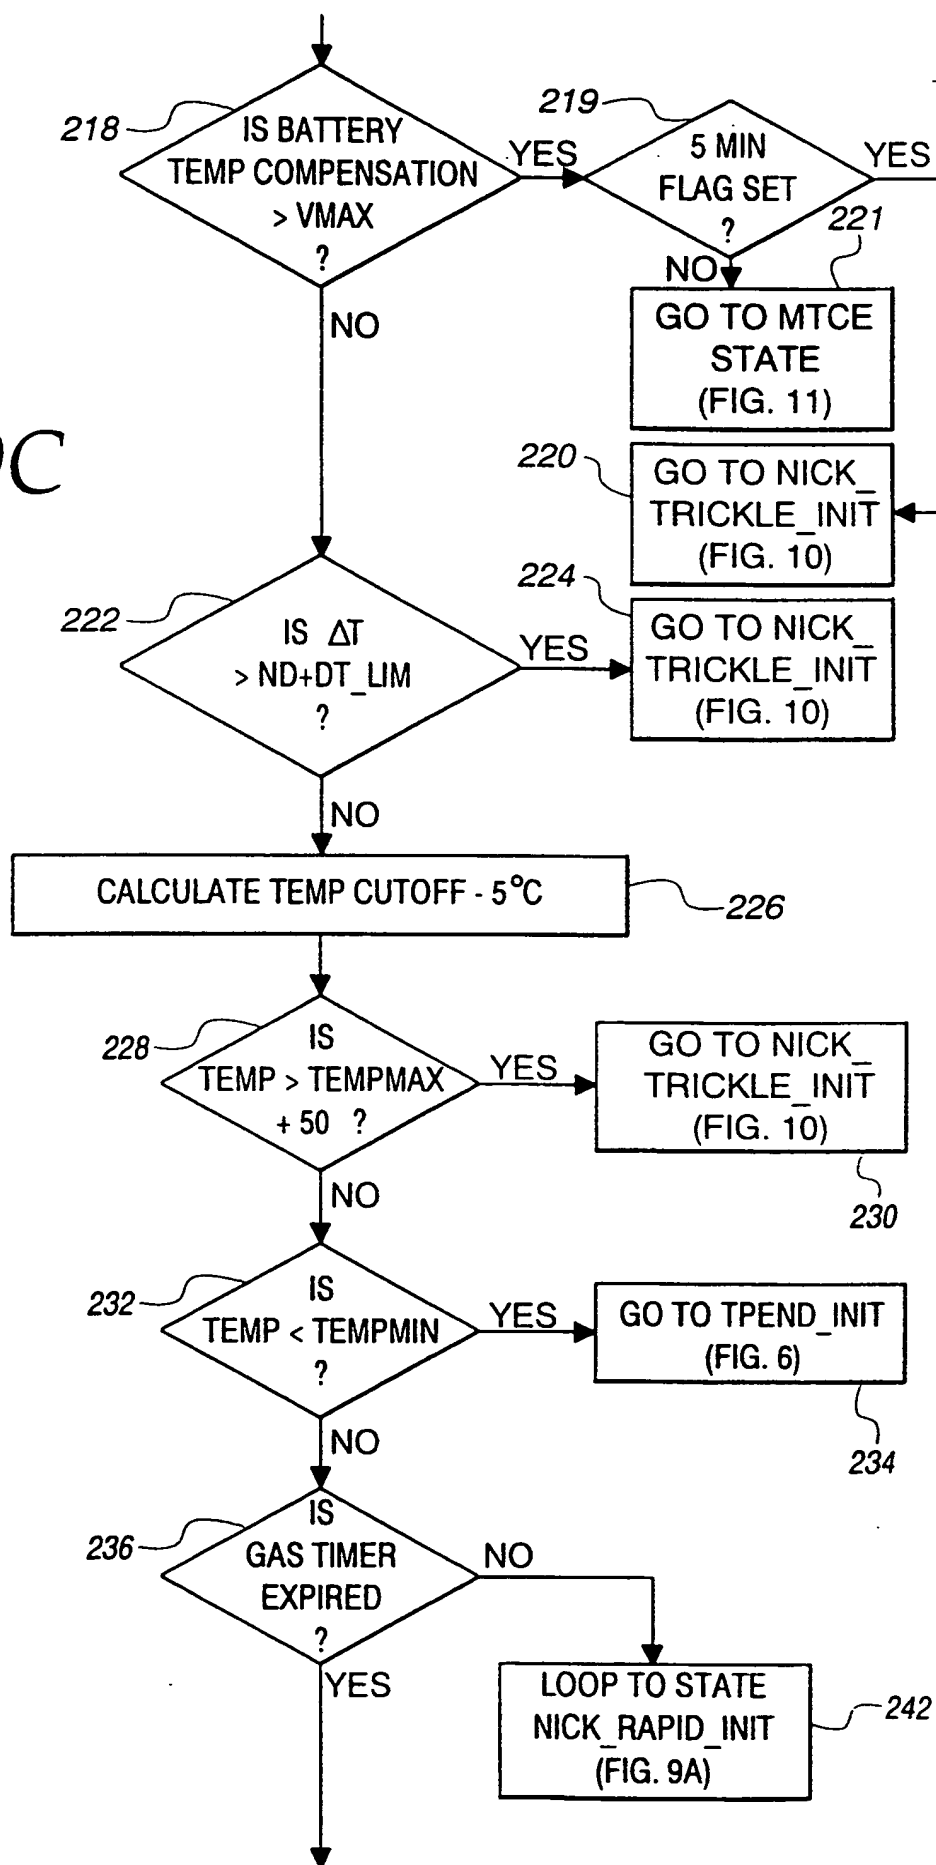 218
IS BATTERY
TEMP COMPENSATION
> VMAX
?
YES
219
5 MIN
FLAG SET
?
YES
NO
221
GO TO MTCE
STATE
(FIG. 11)
NO
9C
220
GO TO NICK_
TRICKLE_INIT
(FIG. 10)
222
IS ΔT
> ND+DT_LIM
?
YES
224
GO TO NICK_
TRICKLE_INIT
(FIG. 10)
NO
CALCULATE TEMP CUTOFF - 5°C
226
228
IS
TEMP > TEMPMAX
+ 50 ?
YES
GO TO NICK_
TRICKLE_INIT
(FIG. 10)
230
NO
232
IS
TEMP < TEMPMIN
?
YES
GO TO TPEND_INIT
(FIG. 6)
234
NO
236
IS
GAS TIMER
EXPIRED
?
NO
YES
LOOP TO STATE
NICK_RAPID_INIT
(FIG. 9A)
242